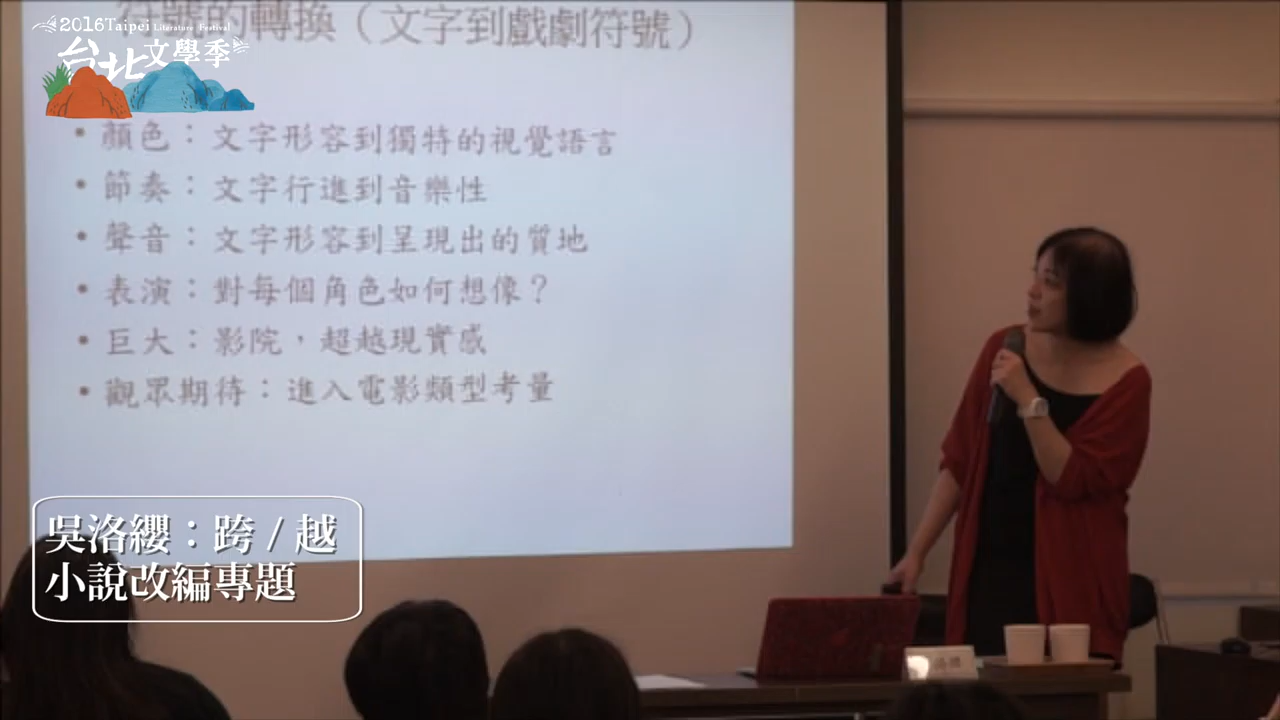 2016Taipei Literature Festival
台北文學季
符號的轉換（文字到戲劇符號）
• 顏色：文字形容到獨特的視覺語言
• 節奏：文字行進到音樂性
• 聲音：文字形容到呈現出的質地
• 表演：對每個角色如何想像？
• 巨大：影院，超越現實感
• 觀眾期待：進入電影類型考量
吳洛纓：跨/越
小說改編專題